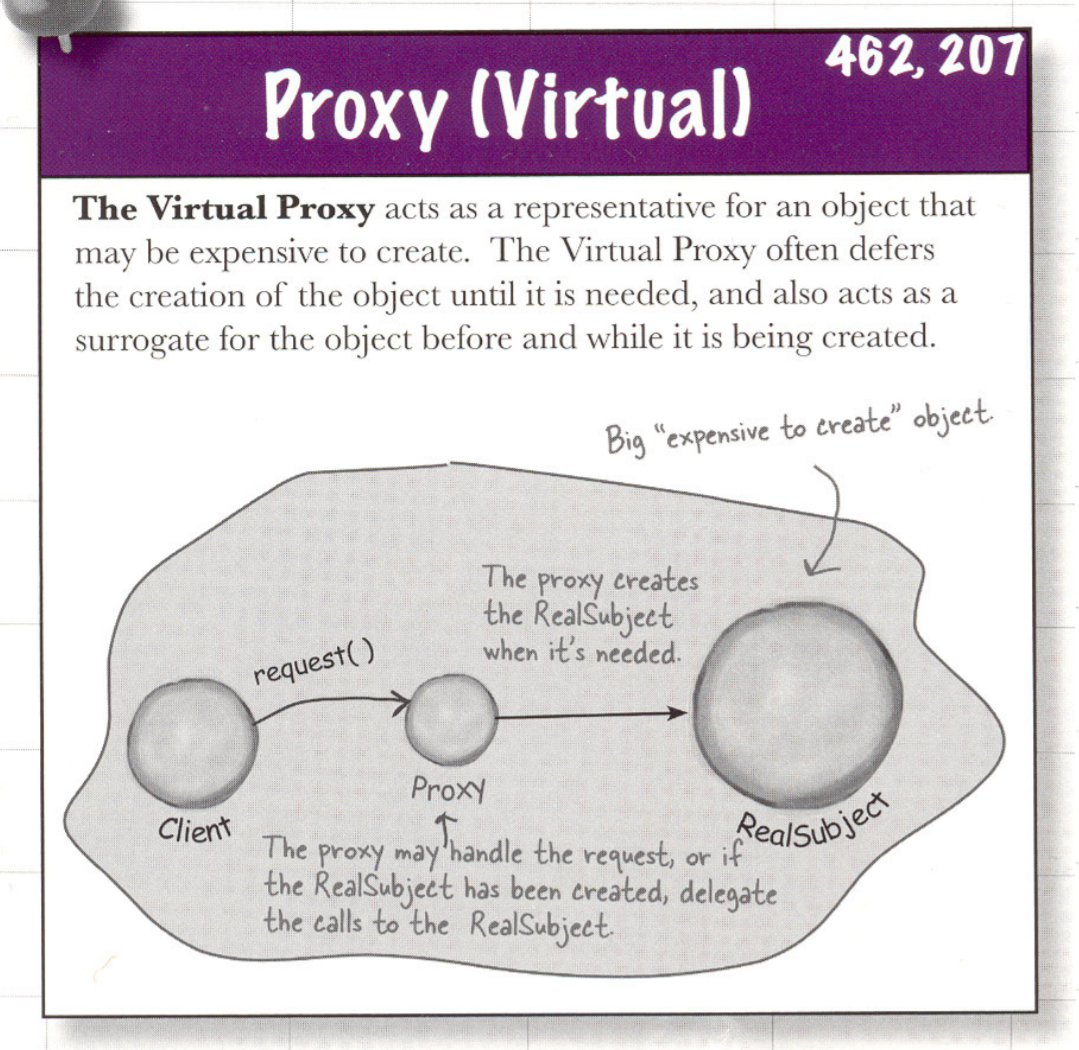 462, 207
Proxy (Virtual)
The Virtual Proxy acts as a representative for an object that
may be expensive to create. The Virtual Proxy often defers
the creation of the object until it is needed, and also acts as a
surrogate for the object before and while it is being created.
Big “expensive to create” object.
The proxy creates
the RealSubject
when it's needed.
request()
Proxy
Client
RealSubject
The proxy may handle the request, or if
the RealSubject has been created, delegate
the calls to the RealSubject.